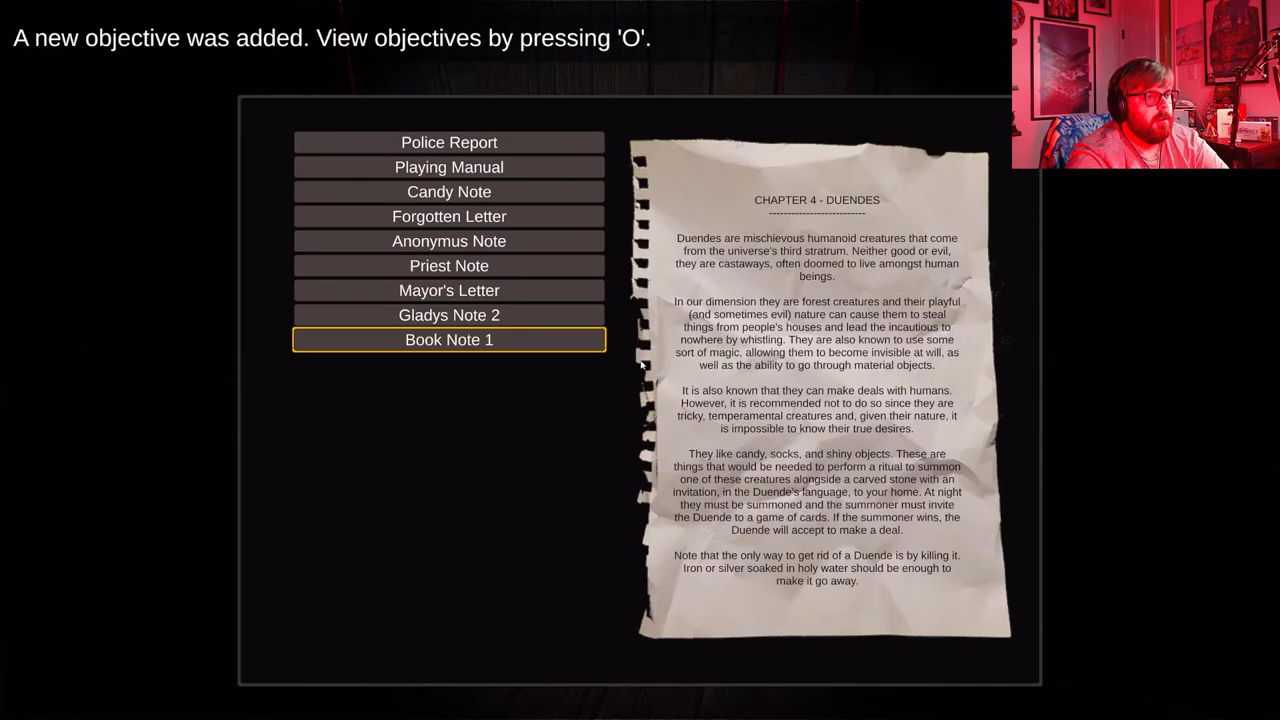 A new objective was added. View objectives by pressing 'O'.
Police Report
Playing Manual
Candy Note
Forgotten Letter
Anonymus Note
Priest Note
Mayor's Letter
Gladys Note 2
Book Note 1
CHAPTER 4 - DUENDES
--------------------------
Duendes are mischievous humanoid creatures that come
from the universe's third stratrum. Neither good or evil,
they are castaways, often doomed to live amongst human
beings.
In our dimension they are forest creatures and their playful
(and sometimes evil) nature can cause them to steal
things from people's houses and lead the incautious to
nowhere by whistling. They are also known to use some
sort of magic, allowing them to become invisible at will, as
well as the ability to go through material objects.
It is also known that they can make deals with humans.
However, it is recommended not to do so since they are
tricky, temperamental creatures and, given their nature, it
is impossible to know their true desires.
They like candy, socks, and shiny objects. These are
things that would be needed to perform a ritual to summon
one of these creatures alongside a carved stone with an
invitation, in the Duende's language, to your home. At night
they must be summoned and the summoner must invite
the Duende to a game of cards. If the summoner wins, the
Duende will accept to make a deal.
Note that the only way to get rid of a Duende is by killing it.
Iron or silver soaked in holy water should be enough to
make it go away.